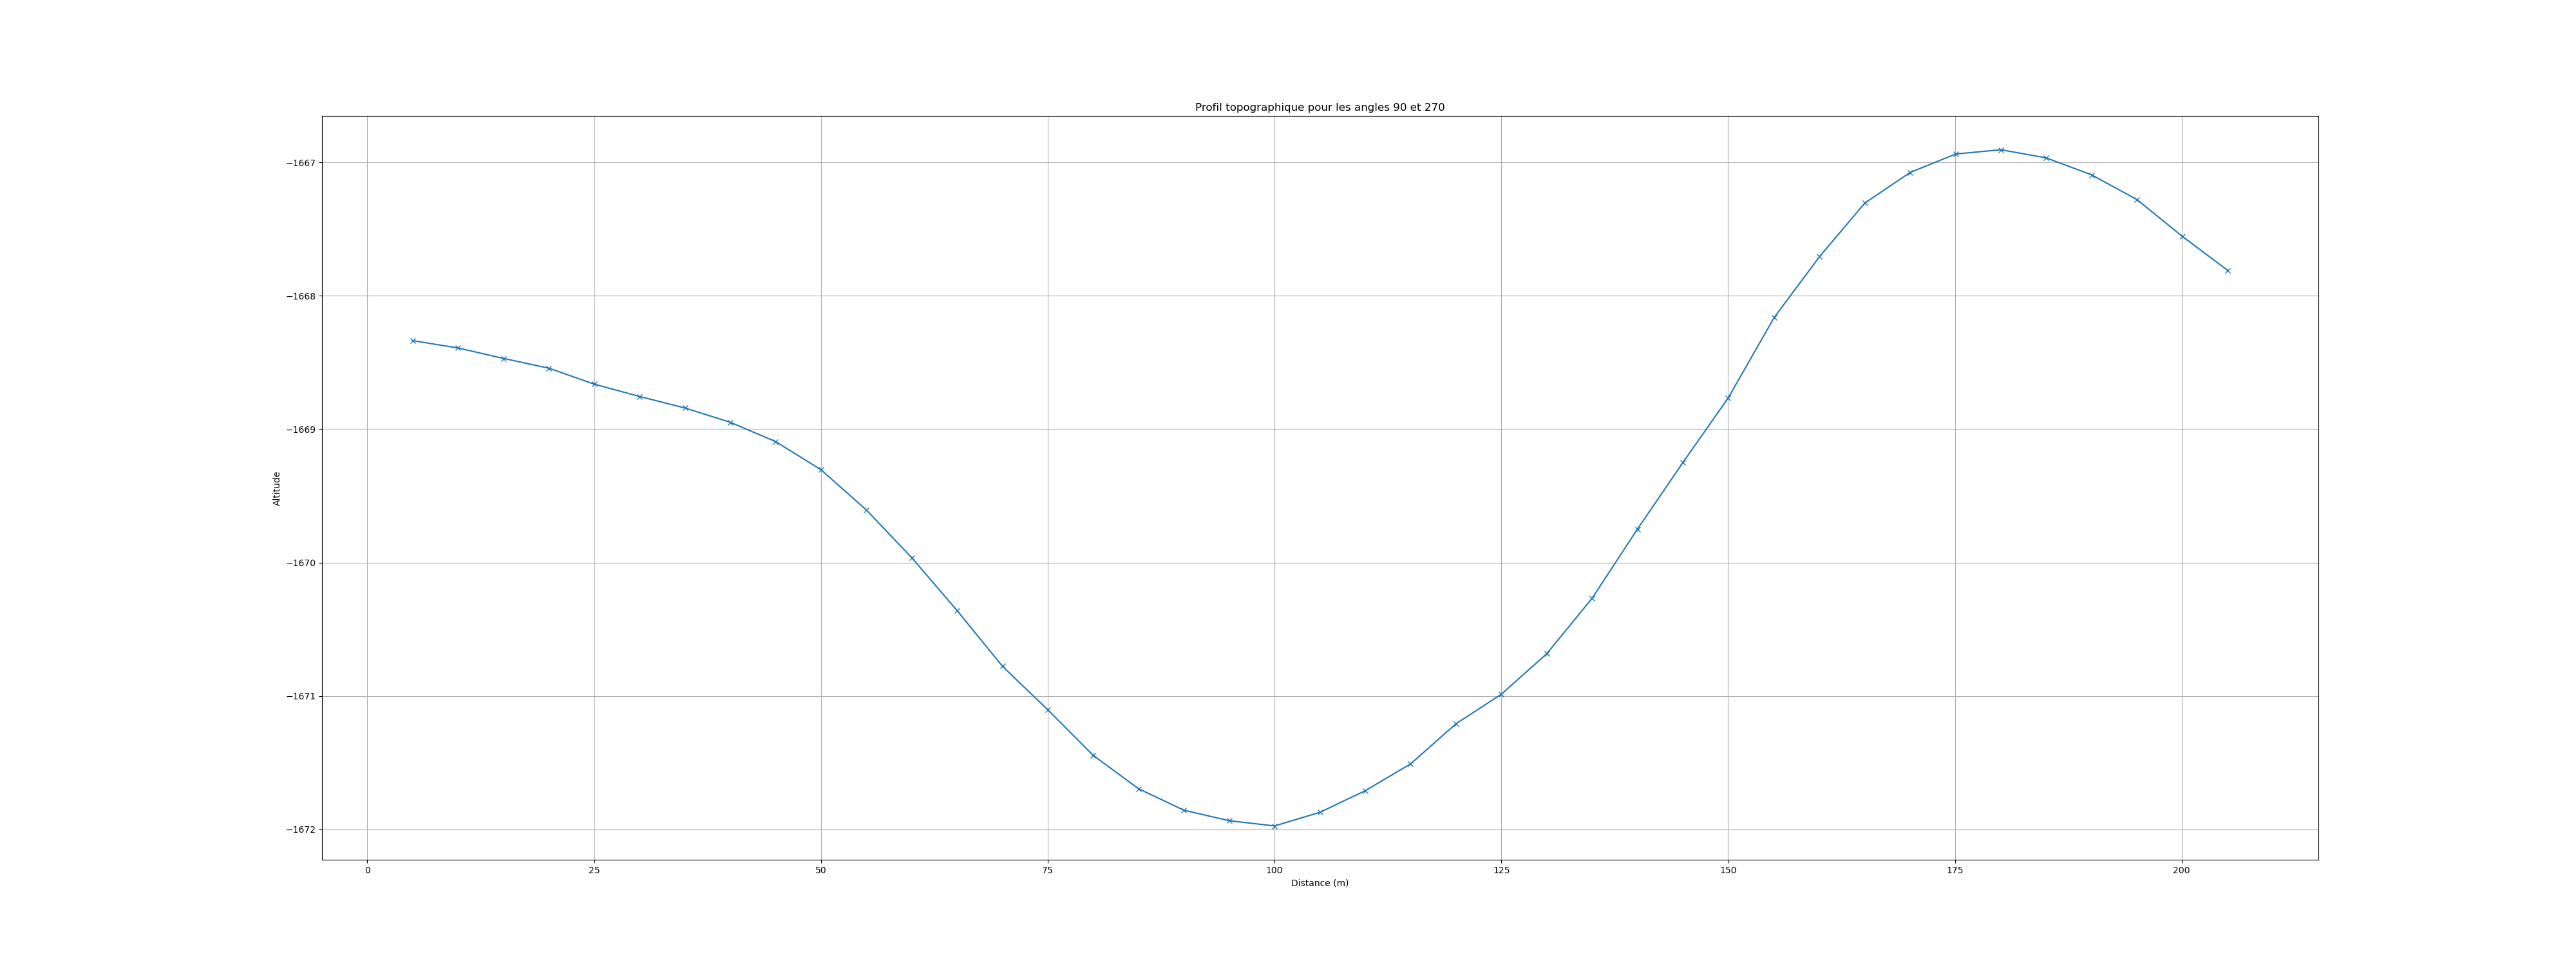 Profil topographique pour les angles 90 et 270
−1667
−1668
−1669
−1670
−1671
−1672
Altitude
0 25 50 75 100 125 150 175 200
Distance (m)